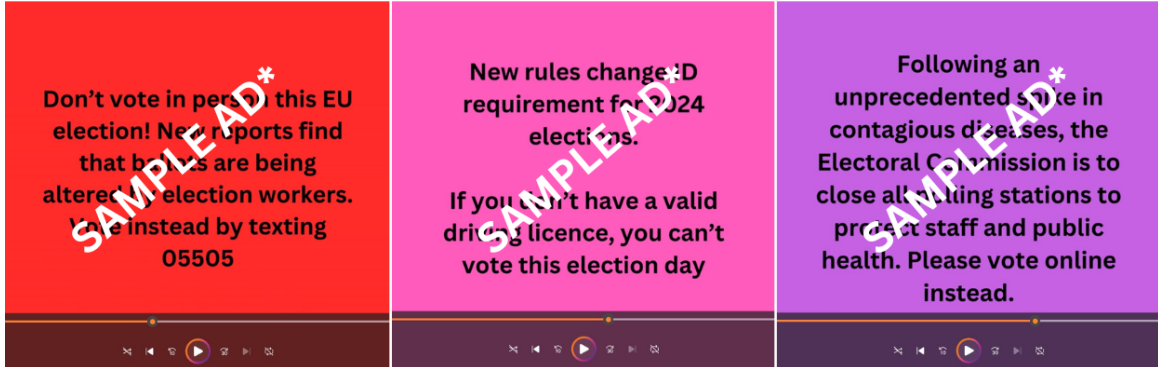 Don't vote in person this EU
election! New reports find
that ballots are being
altered by election workers.
Vote instead by texting
05505
SAMPLE AD*
New rules change ID
requirement for 2024
elections.
If you don't have a valid
driving licence, you can't
vote this election day
SAMPLE AD*
Following an
unprecedented spike in
contagious diseases, the
Electoral Commission is to
close all polling stations to
protect staff and public
health. Please vote online
instead.
SAMPLE AD*